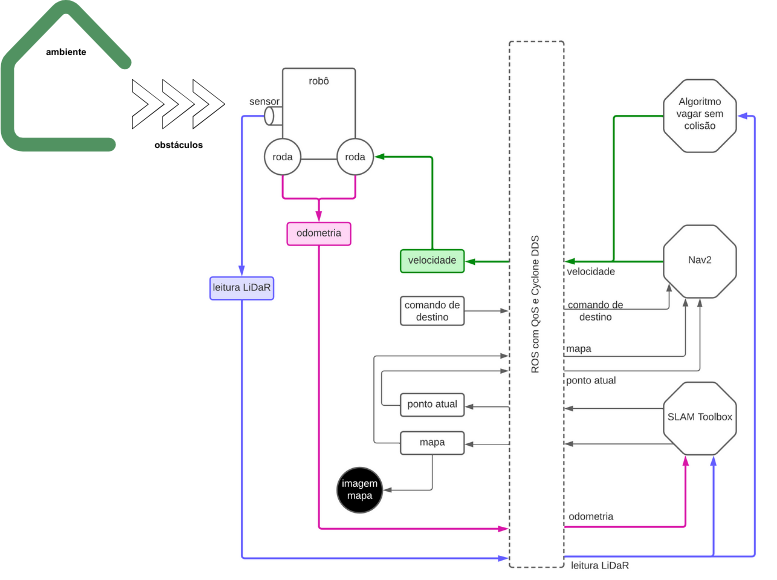 ambiente
obstáculos
robô
sensor
roda
roda
odometria
leitura LiDaR
velocidade
comando de
destino
ponto atual
mapa
imagem
mapa
ROS com QoS e Cyclone DDS
Algoritmo
vagar sem
colisão
velocidade
Nav2
comando de
destino
mapa
ponto atual
SLAM Toolbox
odometria
leitura LiDaR